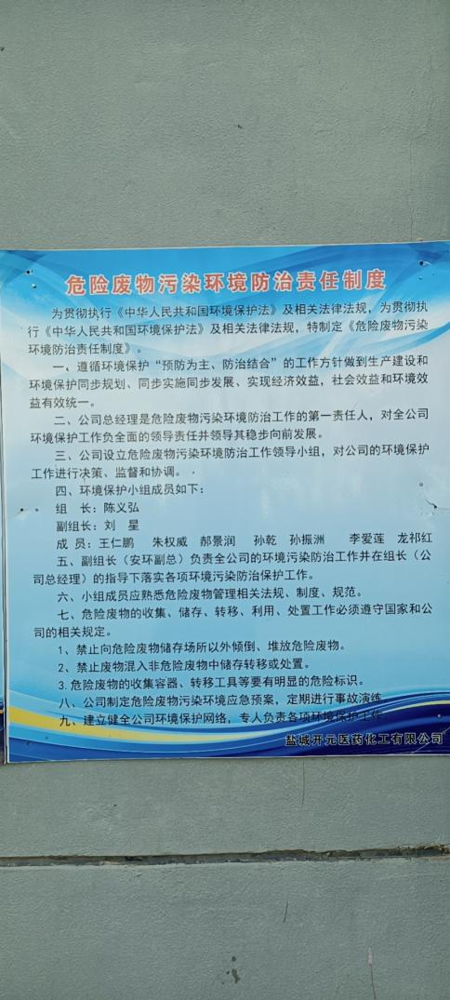 危险废物污染环境防治责任制度
为贯彻执行《中华人民共和国环境保护法》及相关法律法规，为贯彻执
行《中华人民共和国环境保护法》及相关法律法规，特制定《危险废物污染
环境防治责任制度》。
一、遵循环境保护“预防为主、防治结合”的工作方针做到生产建设和
环境保护同步规划、同步实施同步发展、实现经济效益，社会效益和环境效
益有效统一。
二、公司总经理是危险废物污染环境防治工作的第一责任人，对全公司
环境保护工作负全面的领导责任并领导其稳步向前发展。
三、公司设立危险废物污染环境防治工作领导小组，对公司的环境保护
工作进行决策、监督和协调。
四、环境保护小组成员如下：
组 长：陈义弘
副组长：刘 星
成 员：王仁鹏 朱权威 郝景润 孙乾 孙振洲 李爱莲 龙祁红
五、副组长（安环副总）负责全公司的环境污染防治工作并在组长（公
司总经理）的指导下落实各项环境污染防治保护工作。
六、小组成员应熟悉危险废物管理相关法规、制度、规范。
七、危险废物的收集、储存、转移、利用、处置工作必须遵守国家和公
司的相关规定。
1、禁止向危险废物储存场所以外倾倒、堆放危险废物。
2、禁止废物混入非危险废物中储存转移或处置。
3.危险废物的收集容器、转移工具等要有明显的危险标识。
八、公司制定危险废物污染环境应急预案，定期进行事故演练
九、建立健全公司环境保护网络，专人负责各项环境保护工作
盐城开元医药化工有限公司